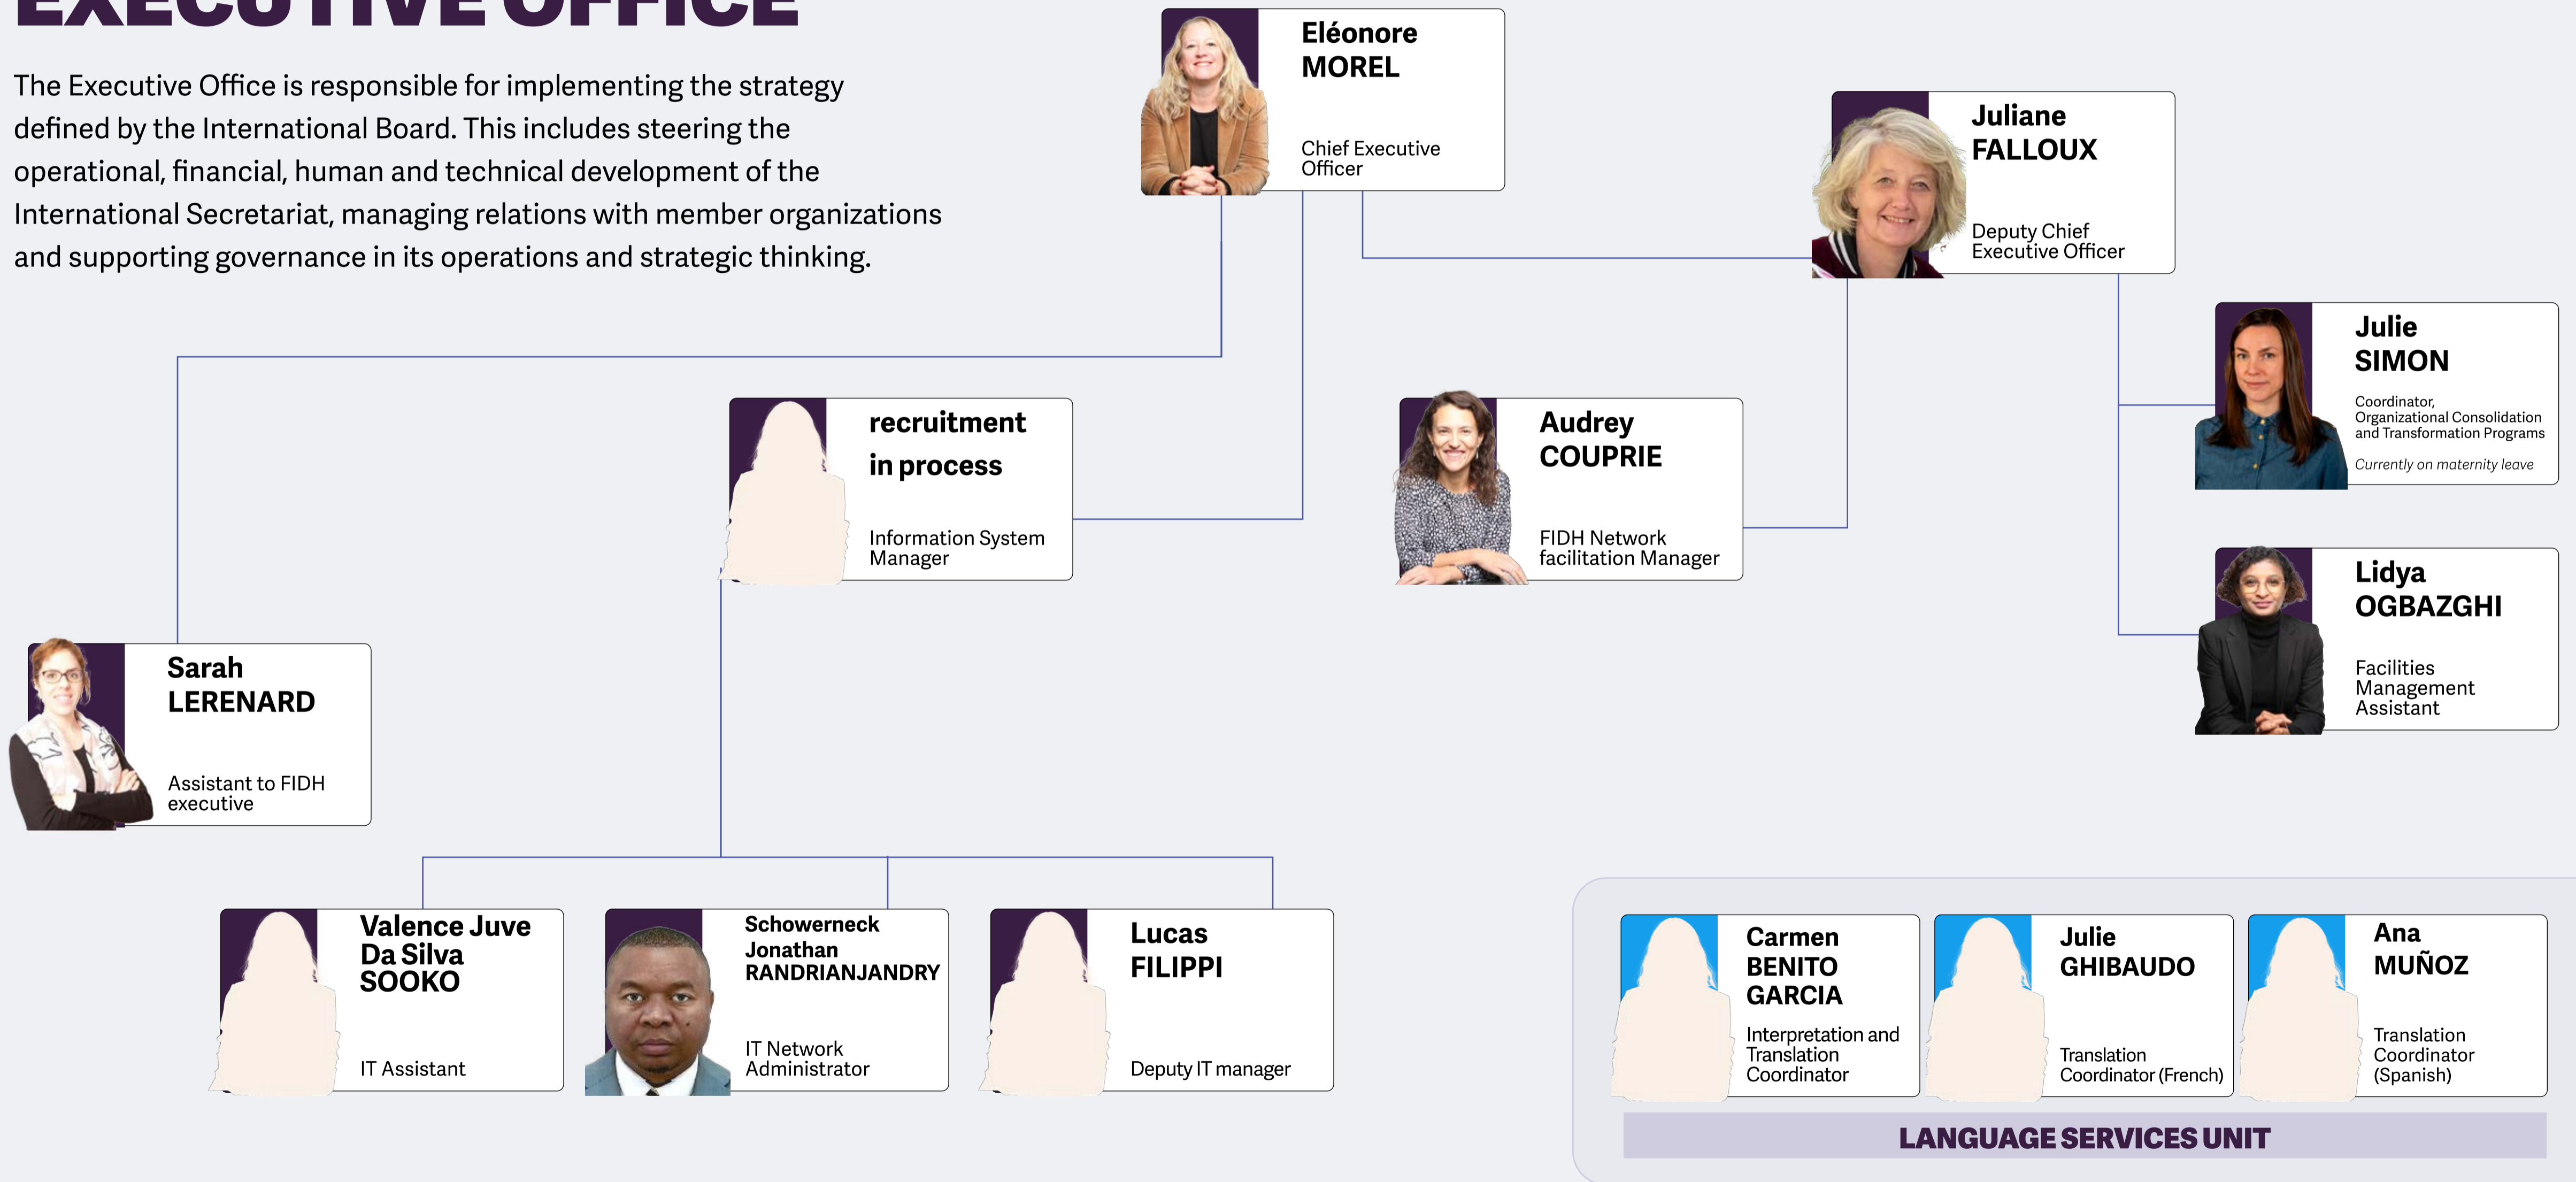 EXECUTIVE OFFICE
The Executive Office is responsible for implementing the strategy
defined by the International Board. This includes steering the
operational, financial, human and technical development of the
International Secretariat, managing relations with member organizations
and supporting governance in its operations and strategic thinking.
Eléonore
MOREL
Chief Executive
Officer
Juliane
FALLOUX
Deputy Chief
Executive Officer
Julie
SIMON
Coordinator,
Organizational Consolidation
and Transformation Programs
Currently on maternity leave
recruitment
in process
Information System
Manager
Audrey
COUPRIE
FIDH Network
facilitation Manager
Lidya
OGBAZGHI
Facilities
Management
Assistant
Sarah
LERENARD
Assistant to FIDH
executive
Valence Juve
Da Silva
SOOKO
IT Assistant
Schowerneck
Jonathan
RANDRIANJANDRY
IT Network
Administrator
Lucas
FILIPPI
Deputy IT manager
Carmen
BENITO
GARCIA
Interpretation and
Translation
Coordinator
Julie
GHIBAUDO
Translation
Coordinator (French)
Ana
MUÑOZ
Translation
Coordinator
(Spanish)
LANGUAGE SERVICES UNIT